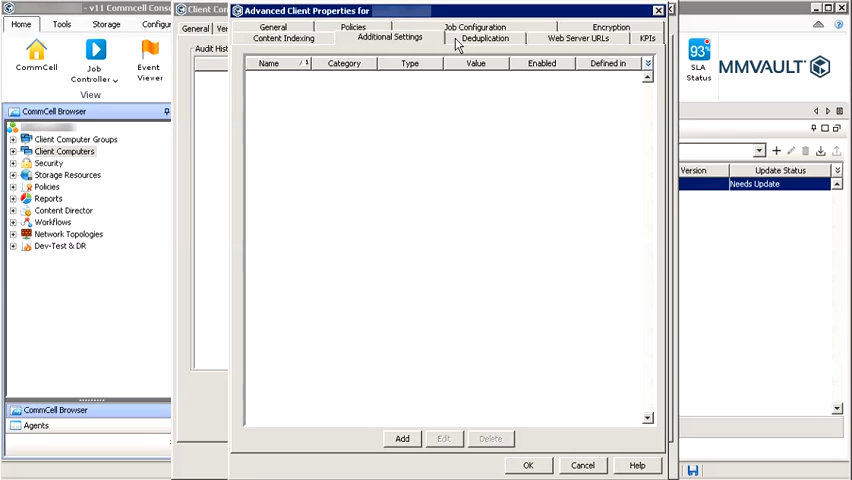 - v11 Commcell Conso
Client Com
Advanced Client Properties for
Home
Tools
Storage
Configura
CommCell
Job
Controller
Event
Viewer
View
General
Ver
Audit Hist
General
Policies
Job Configuration
Encryption
Content Indexing
Additional Settings
Deduplication
Web Server URLs
KPIs
Name
/ 1
Category
Type
Value
Enabled
Defined in
93%
SLA
Status
MMVAULT
CommCell Browser
Client Computer Groups
Client Computers
Security
Storage Resources
Policies
Reports
Content Director
Workflows
Network Topologies
Dev-Test & DR
Version
Update Status
Needs Update
CommCell Browser
Agents
Add
Edit
Delete
OK
Cancel
Help